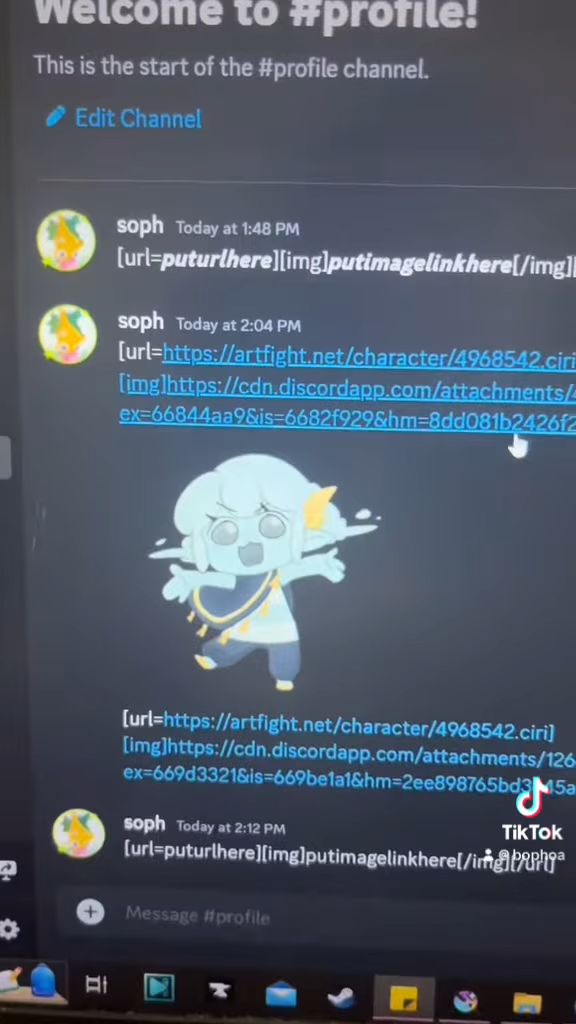 Welcome to #profile!
This is the start of the #profile channel.
Edit Channel
soph Today at 1:48 PM
[url=puturlhere][img]putimagelinkhere[/img][
soph Today at 2:04 PM
[url=https://artfight.net/character/4968542.ciri
[img]https://cdn.discordapp.com/attachments/
ex=66844aa9&is=6682f929&hm=8dd081b2426f2
[url=https://artfight.net/character/4968542.ciri]
[img]https://cdn.discordapp.com/attachments/126
ex=669d3321&is=669be1a1&hm=2ee898765bd3
TikTok
@bophoa
soph Today at 2:12 PM
[url=puturlhere][img]putimagelinkhere[/img][/url]
Message #profile